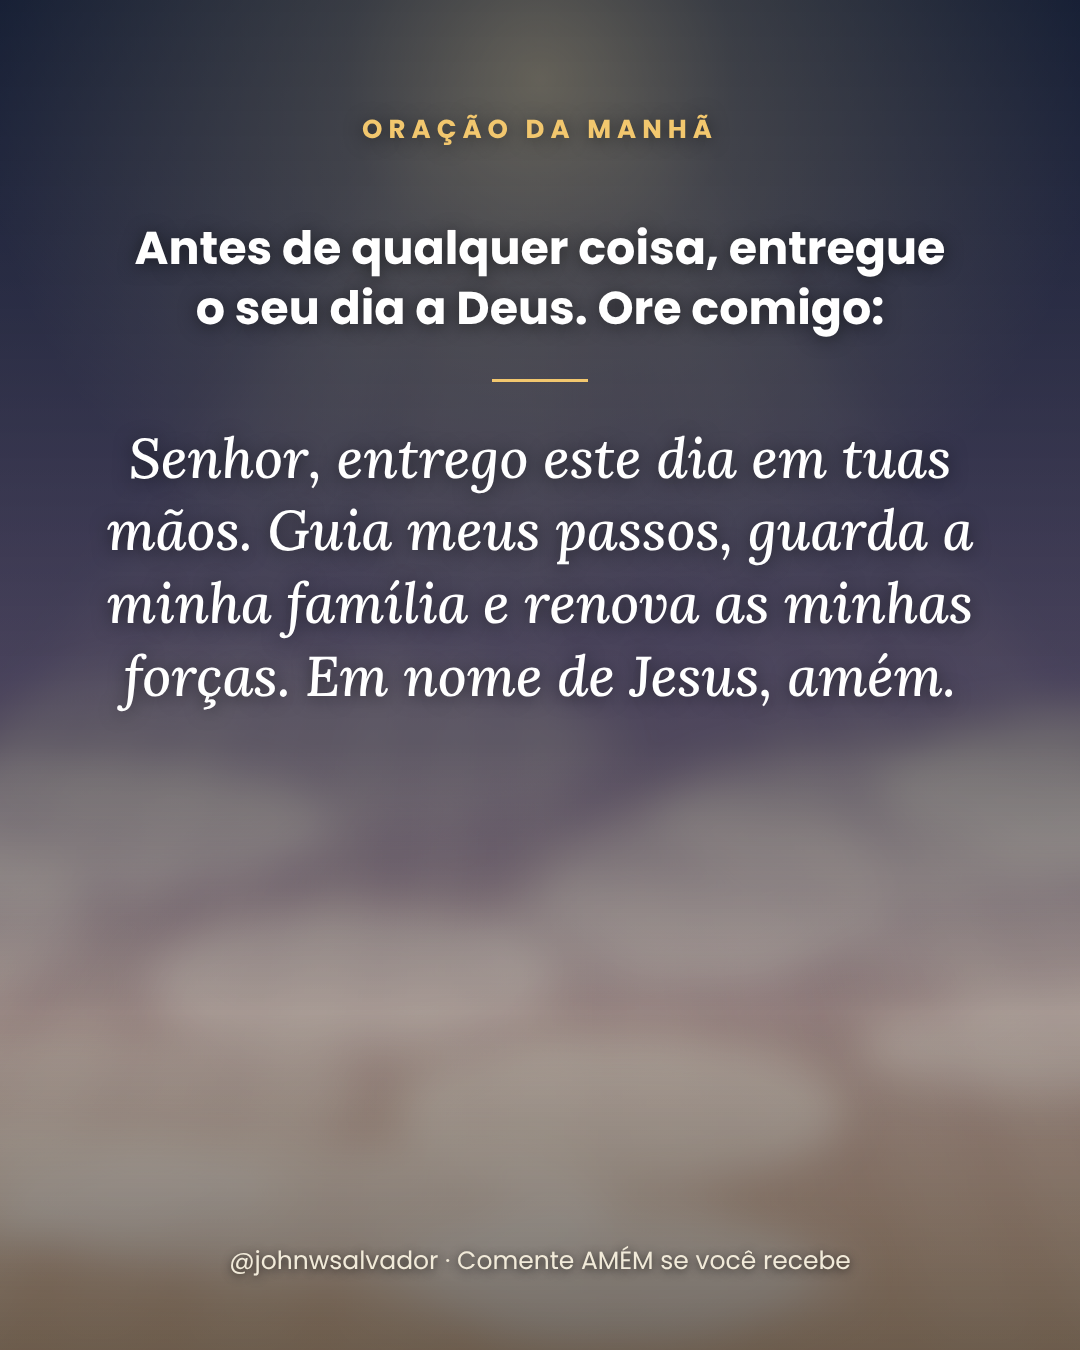 ORAÇÃO DA MANHÃ
Antes de qualquer coisa, entregue
o seu dia a Deus. Ore comigo:
Senhor, entrego este dia em tuas
mãos. Guia meus passos, guarda a
minha família e renova as minhas
forças. Em nome de Jesus, amém.
@johnwsalvador · Comente AMÉM se você recebe